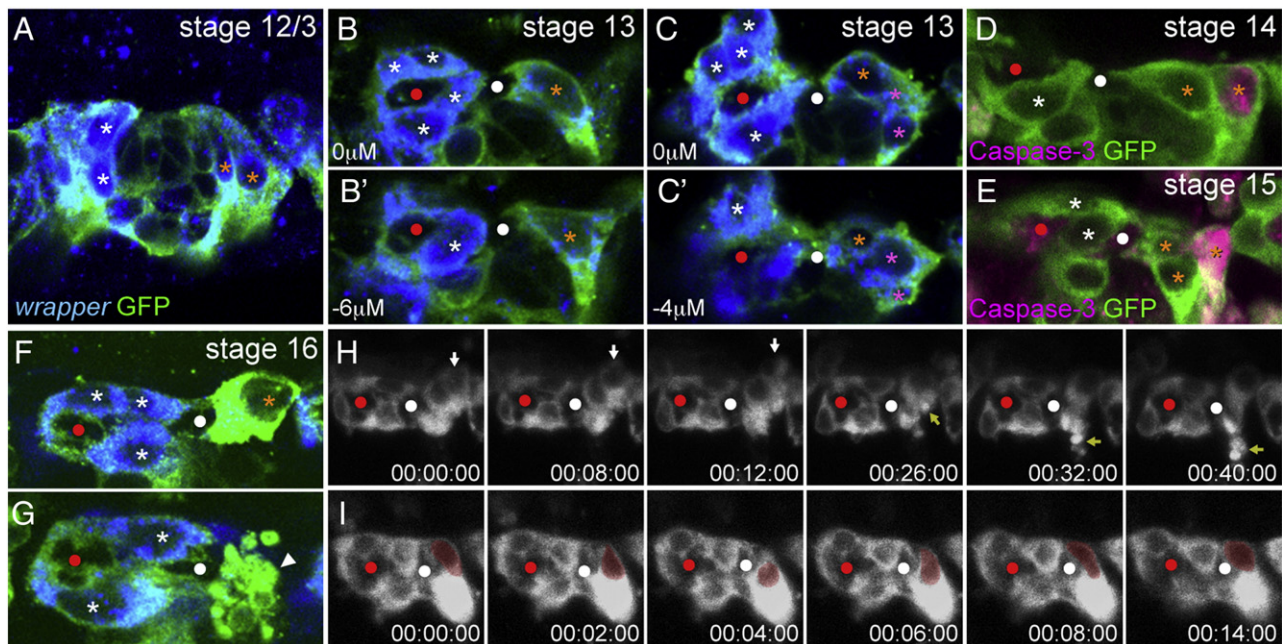 A stage 12/3
wrapper GFP
B stage 13
0µM
B'
-6µM
C stage 13
0µM
C'
-4µM
D stage 14
Caspase-3 GFP
E stage 15
Caspase-3 GFP
F stage 16
G
H
00:00:00 00:08:00 00:12:00 00:26:00 00:32:00 00:40:00
I
00:00:00 00:02:00 00:04:00 00:06:00 00:08:00 00:14:00